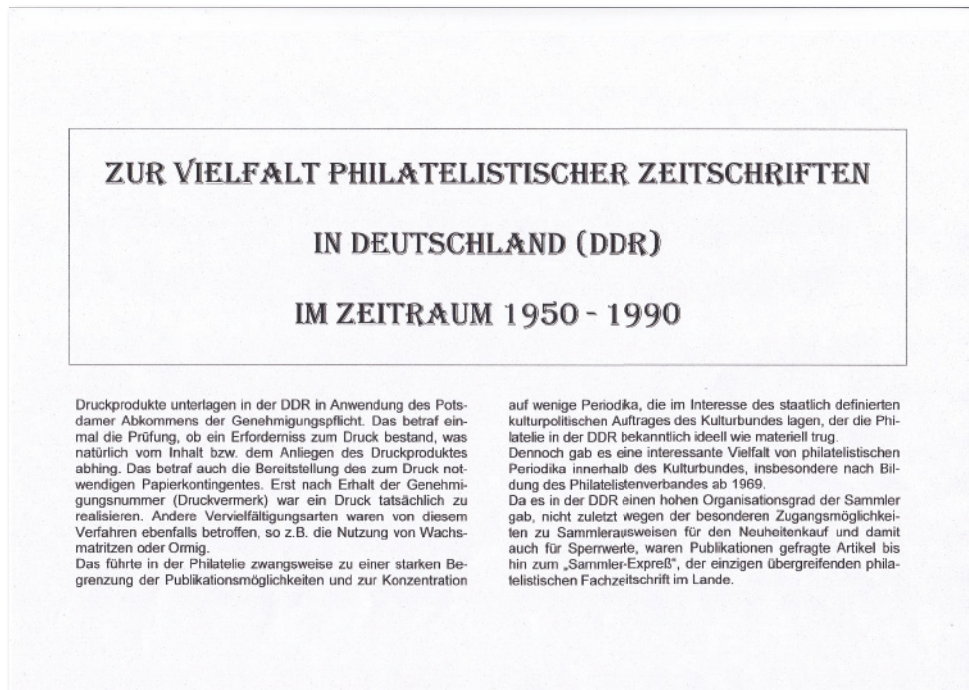 ZUR VIELFALT PHILATELISTISCHER ZEITSCHRIFTEN
IN DEUTSCHLAND (DDR)
IM ZEITRAUM 1950 - 1990
Druckprodukte unterlagen in der DDR in Anwendung des Pots-
damer Abkommens der Genehmigungspflicht. Das betraf ein-
mal die Prüfung, ob ein Erforderniss zum Druck bestand, was
natürlich vom Inhalt bzw. dem Anliegen des Druckproduktes
abhing. Das betraf auch die Bereitstellung des zum Druck not-
wendigen Papierkontingentes. Erst nach Erhalt der Genehmi-
gungsnummer (Druckvermerk) war ein Druck tatsächlich zu
realisieren. Andere Vervielfältigungsarten waren von diesem
Verfahren ebenfalls betroffen, so z.B. die Nutzung von Wachs-
matritzen oder Ormig.
Das führte in der Philatelie zwangsweise zu einer starken Be-
grenzung der Publikationsmöglichkeiten und zur Konzentration
auf wenige Periodika, die im Interesse des staatlich definierten
kulturpolitischen Auftrages des Kulturbundes lagen, der die Phi-
latelie in der DDR bekanntlich ideell wie materiell trug.
Dennoch gab es eine interessante Vielfalt von philatelistischen
Periodika innerhalb des Kulturbundes, insbesondere nach Bil-
dung des Philatelistenverbandes ab 1969.
Da es in der DDR einen hohen Organisationsgrad der Sammler
gab, nicht zuletzt wegen der besonderen Zugangsmöglichkei-
ten zu Sammlerausweisen für den Neuheitenkauf und damit
auch für Sperrwerte, waren Publikationen gefragte Artikel bis
hin zum „Sammler-Expreß“, der einzigen übergreifenden phila-
telistischen Fachzeitschrift im Lande.